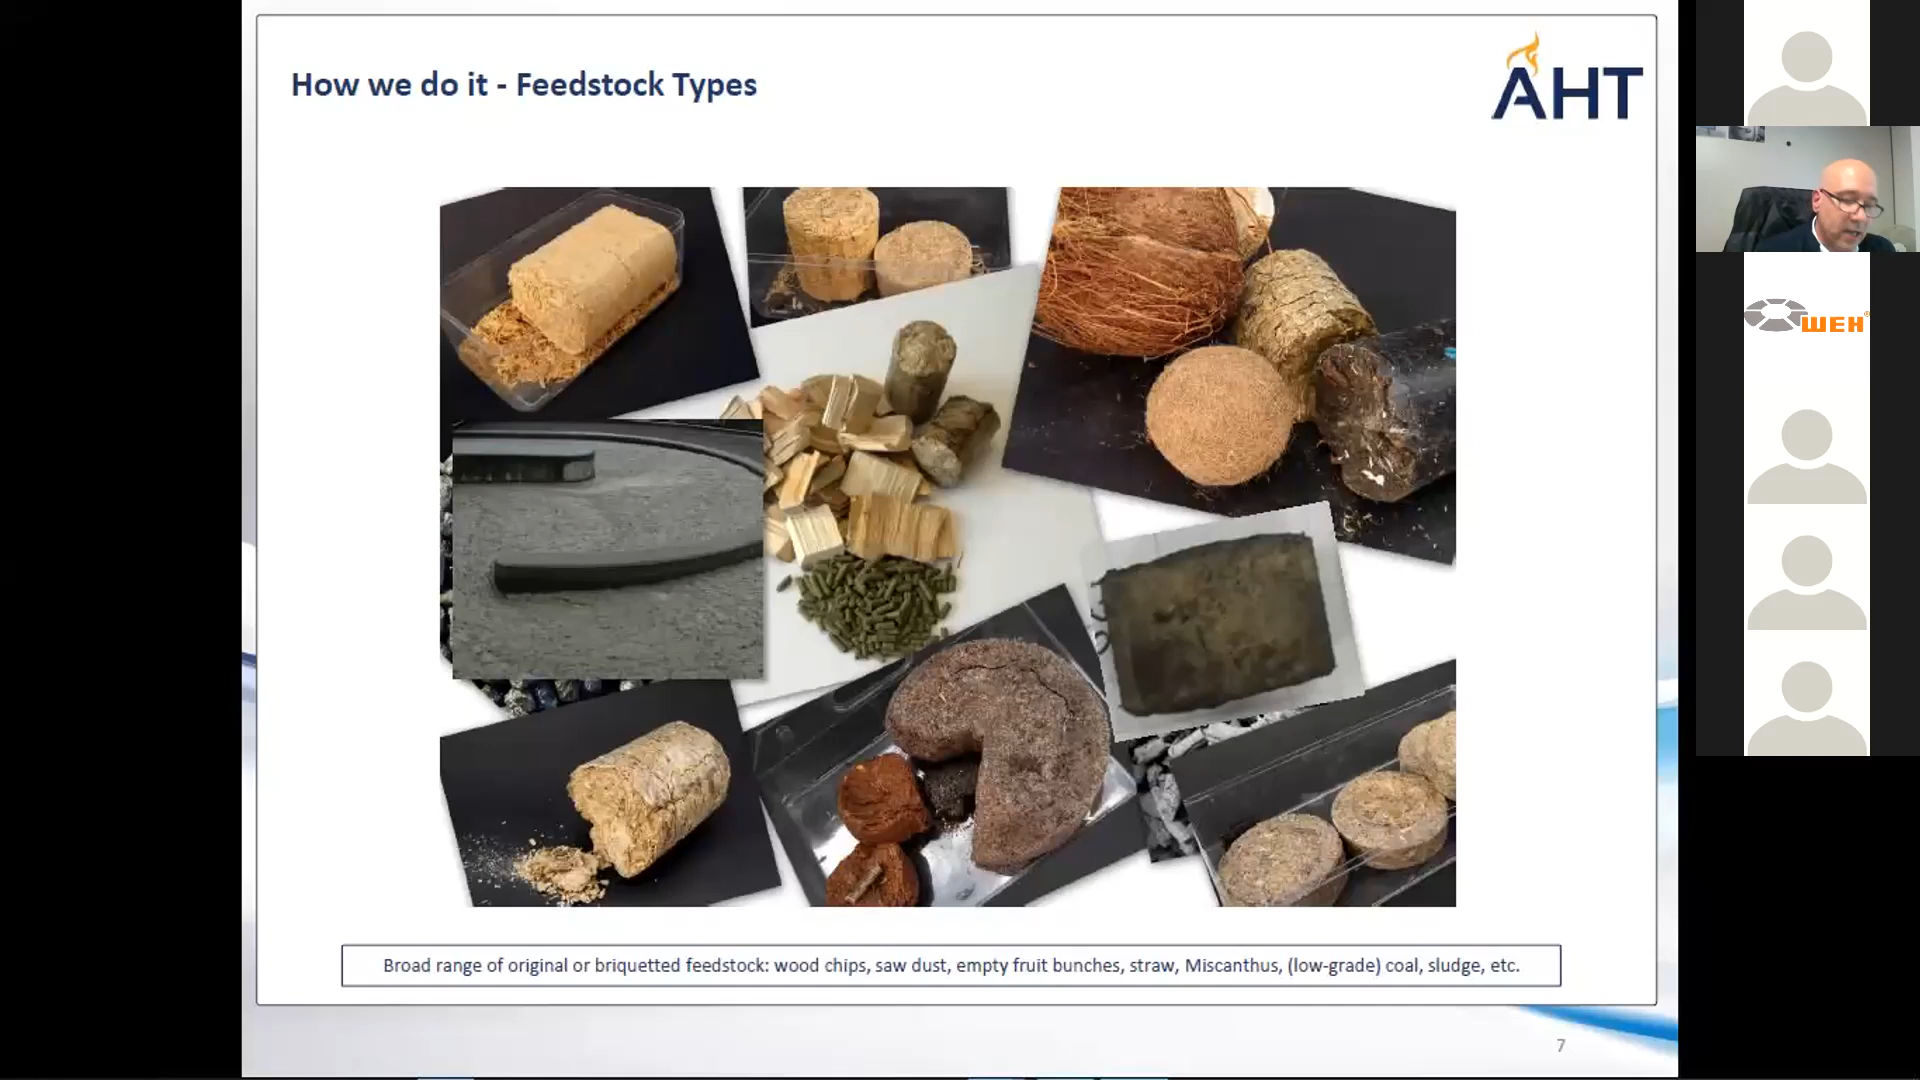 How we do it - Feedstock Types
AHT
WEH
Broad range of original or briquetted feedstock: wood chips, saw dust, empty fruit bunches, straw, Miscanthus, (low-grade) coal, sludge, etc.
7